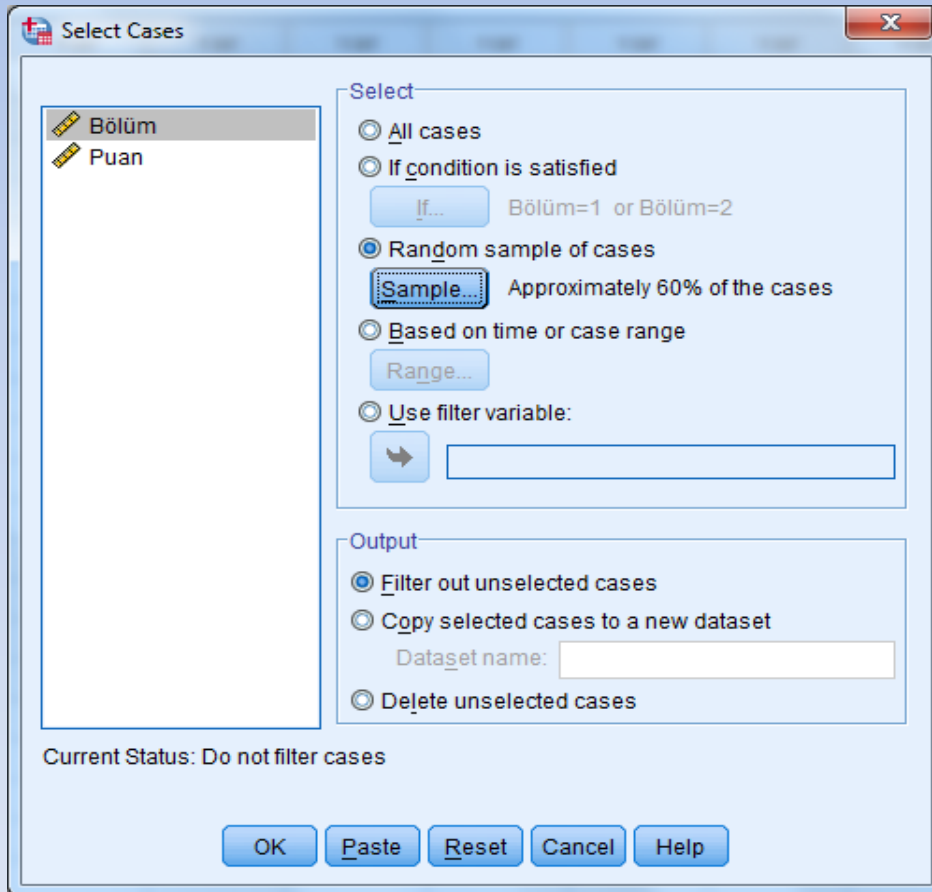 Select Cases
Bölüm
Puan
Select
All cases
If condition is satisfied
If... Bölüm=1 or Bölüm=2
Random sample of cases
Sample... Approximately 60% of the cases
Based on time or case range
Range...
Use filter variable:
Output
Filter out unselected cases
Copy selected cases to a new dataset
Dataset name:
Delete unselected cases
Current Status: Do not filter cases
OK Paste Reset Cancel Help